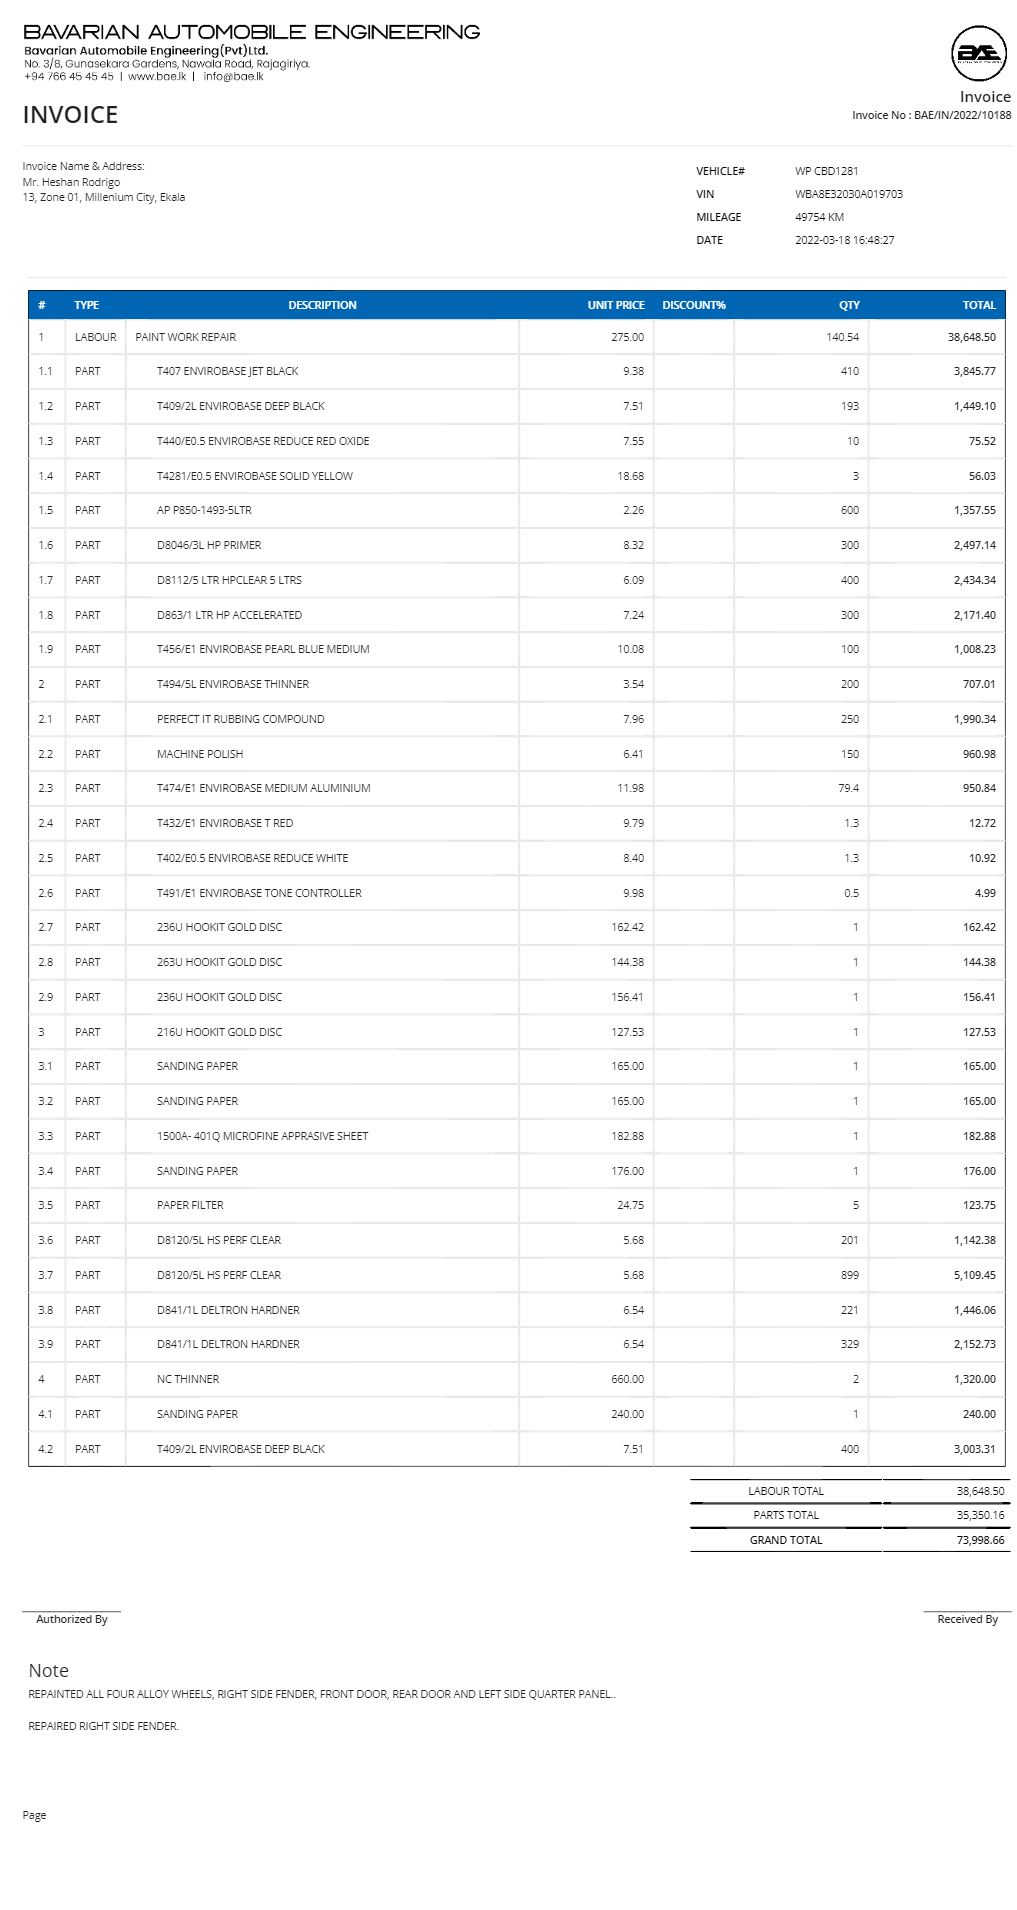 BAVARIAN AUTOMOBILE ENGINEERING
Bavarian Automobile Engineering(Pvt)Ltd.
No. 3/8, Gunasekara Gardens, Nawala Road, Rajagiriya.
+94 766 45 45 45 | www.bae.lk | info@bae.lk
BAE
INVOICE
Invoice
Invoice No : BAE/IN/2022/10188
Invoice Name & Address:
Mr. Heshan Rodrigo
13, Zone 01, Millenium City, Ekala
VEHICLE# WP CBD1281
VIN WBA8E32030A019703
MILEAGE 49754 KM
DATE 2022-03-18 16:48:27
# TYPE DESCRIPTION UNIT PRICE DISCOUNT% QTY TOTAL
1 LABOUR PAINT WORK REPAIR 275.00 140.54 38,648.50
1.1 PART T407 ENVIROBASE JET BLACK 9.38 410 3,845.77
1.2 PART T409/2L ENVIROBASE DEEP BLACK 7.51 193 1,449.10
1.3 PART T440/E0.5 ENVIROBASE REDUCE RED OXIDE 7.55 10 75.52
1.4 PART T4281/E0.5 ENVIROBASE SOLID YELLOW 18.68 3 56.03
1.5 PART AP P850-1493-5LTR 2.26 600 1,357.55
1.6 PART D8046/3L HP PRIMER 8.32 300 2,497.14
1.7 PART D8112/5 LTR HPCLEAR 5 LTRS 6.09 400 2,434.34
1.8 PART D863/1 LTR HP ACCELERATED 7.24 300 2,171.40
1.9 PART T456/E1 ENVIROBASE PEARL BLUE MEDIUM 10.08 100 1,008.23
2 PART T494/5L ENVIROBASE THINNER 3.54 200 707.01
2.1 PART PERFECT IT RUBBING COMPOUND 7.96 250 1,990.34
2.2 PART MACHINE POLISH 6.41 150 960.98
2.3 PART T474/E1 ENVIROBASE MEDIUM ALUMINIUM 11.98 79.4 950.84
2.4 PART T432/E1 ENVIROBASE T RED 9.79 1.3 12.72
2.5 PART T402/E0.5 ENVIROBASE REDUCE WHITE 8.40 1.3 10.92
2.6 PART T491/E1 ENVIROBASE TONE CONTROLLER 9.98 0.5 4.99
2.7 PART 236U HOOKIT GOLD DISC 162.42 1 162.42
2.8 PART 263U HOOKIT GOLD DISC 144.38 1 144.38
2.9 PART 236U HOOKIT GOLD DISC 156.41 1 156.41
3 PART 216U HOOKIT GOLD DISC 127.53 1 127.53
3.1 PART SANDING PAPER 165.00 1 165.00
3.2 PART SANDING PAPER 165.00 1 165.00
3.3 PART 1500A- 401Q MICROFINE APPRASIVE SHEET 182.88 1 182.88
3.4 PART SANDING PAPER 176.00 1 176.00
3.5 PART PAPER FILTER 24.75 5 123.75
3.6 PART D8120/5L HS PERF CLEAR 5.68 201 1,142.38
3.7 PART D8120/5L HS PERF CLEAR 5.68 899 5,109.45
3.8 PART D841/1L DELTRON HARDNER 6.54 221 1,446.06
3.9 PART D841/1L DELTRON HARDNER 6.54 329 2,152.73
4 PART NC THINNER 660.00 2 1,320.00
4.1 PART SANDING PAPER 240.00 1 240.00
4.2 PART T409/2L ENVIROBASE DEEP BLACK 7.51 400 3,003.31
LABOUR TOTAL 38,648.50
PARTS TOTAL 35,350.16
GRAND TOTAL 73,998.66
Authorized By Received By
Note
REPAINTED ALL FOUR ALLOY WHEELS, RIGHT SIDE FENDER, FRONT DOOR, REAR DOOR AND LEFT SIDE QUARTER PANEL..
REPAIRED RIGHT SIDE FENDER.
Page